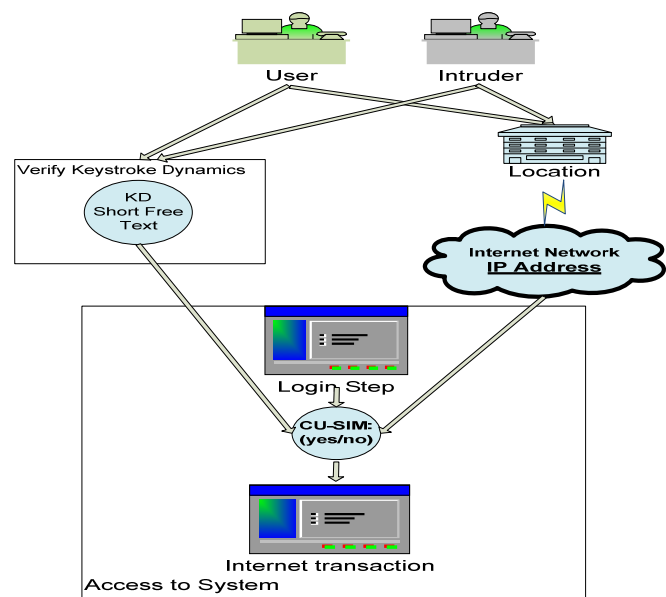 User
Intruder
Verify Keystroke Dynamics
KD
Short Free
Text
Location
Internet Network
IP Address
Login Step
CU-SIM:
(yes/no)
Internet transaction
Access to System